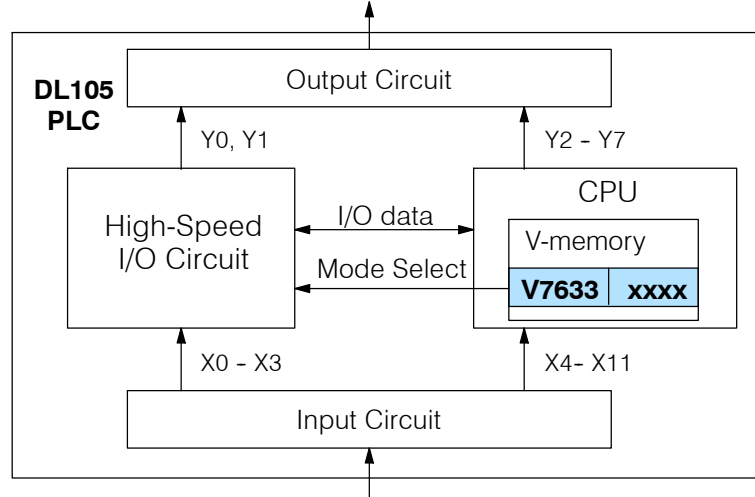 Output Circuit
DL105
PLC
Y0, Y1
Y2 - Y7
High-Speed
I/O Circuit
I/O data
Mode Select
CPU
V-memory
V7633 xxxx
X0 - X3
X4- X11
Input Circuit